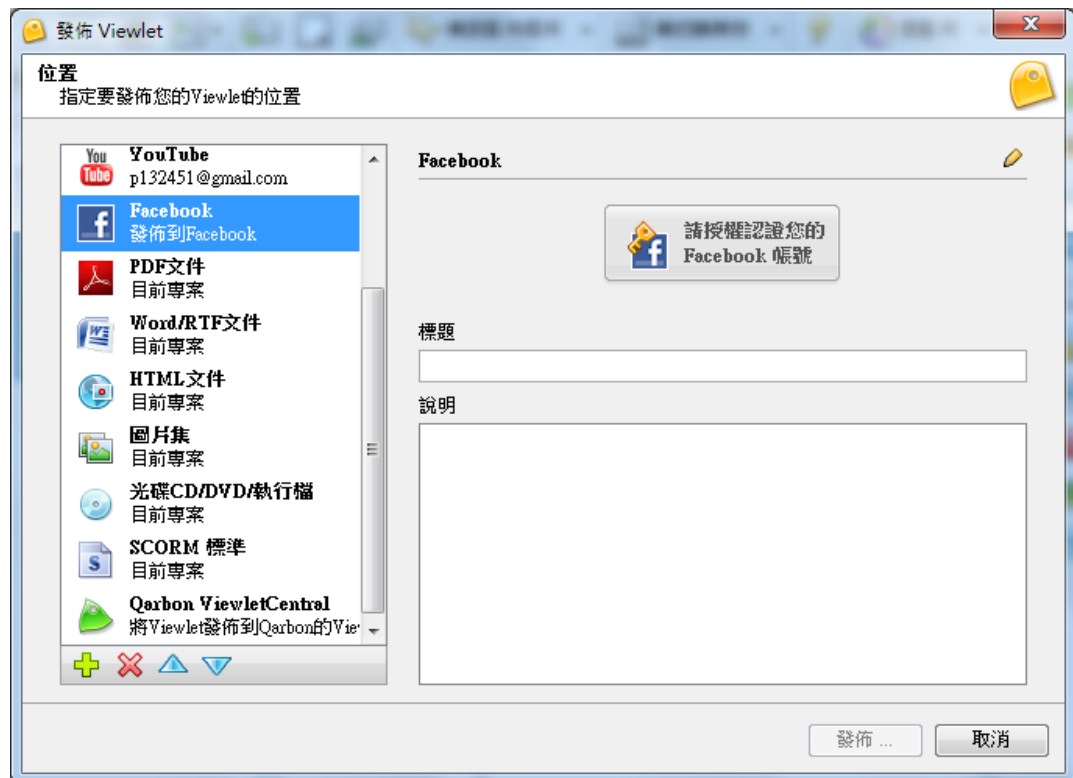 發佈 Viewlet
位置
指定要發佈您的Viewlet的位置
You
Tube
YouTube
p132451@gmail.com
Facebook
發佈到Facebook
PDF文件
目前專案
Word/RTF文件
目前專案
HTML文件
目前專案
圖片集
目前專案
光碟CD/DVD/執行檔
目前專案
SCORM 標準
目前專案
Qarbon ViewletCentral
將Viewlet發佈到Qarbon的Vie
Facebook
請授權認證您的
Facebook 帳號
標題
說明
發佈 ...
取消